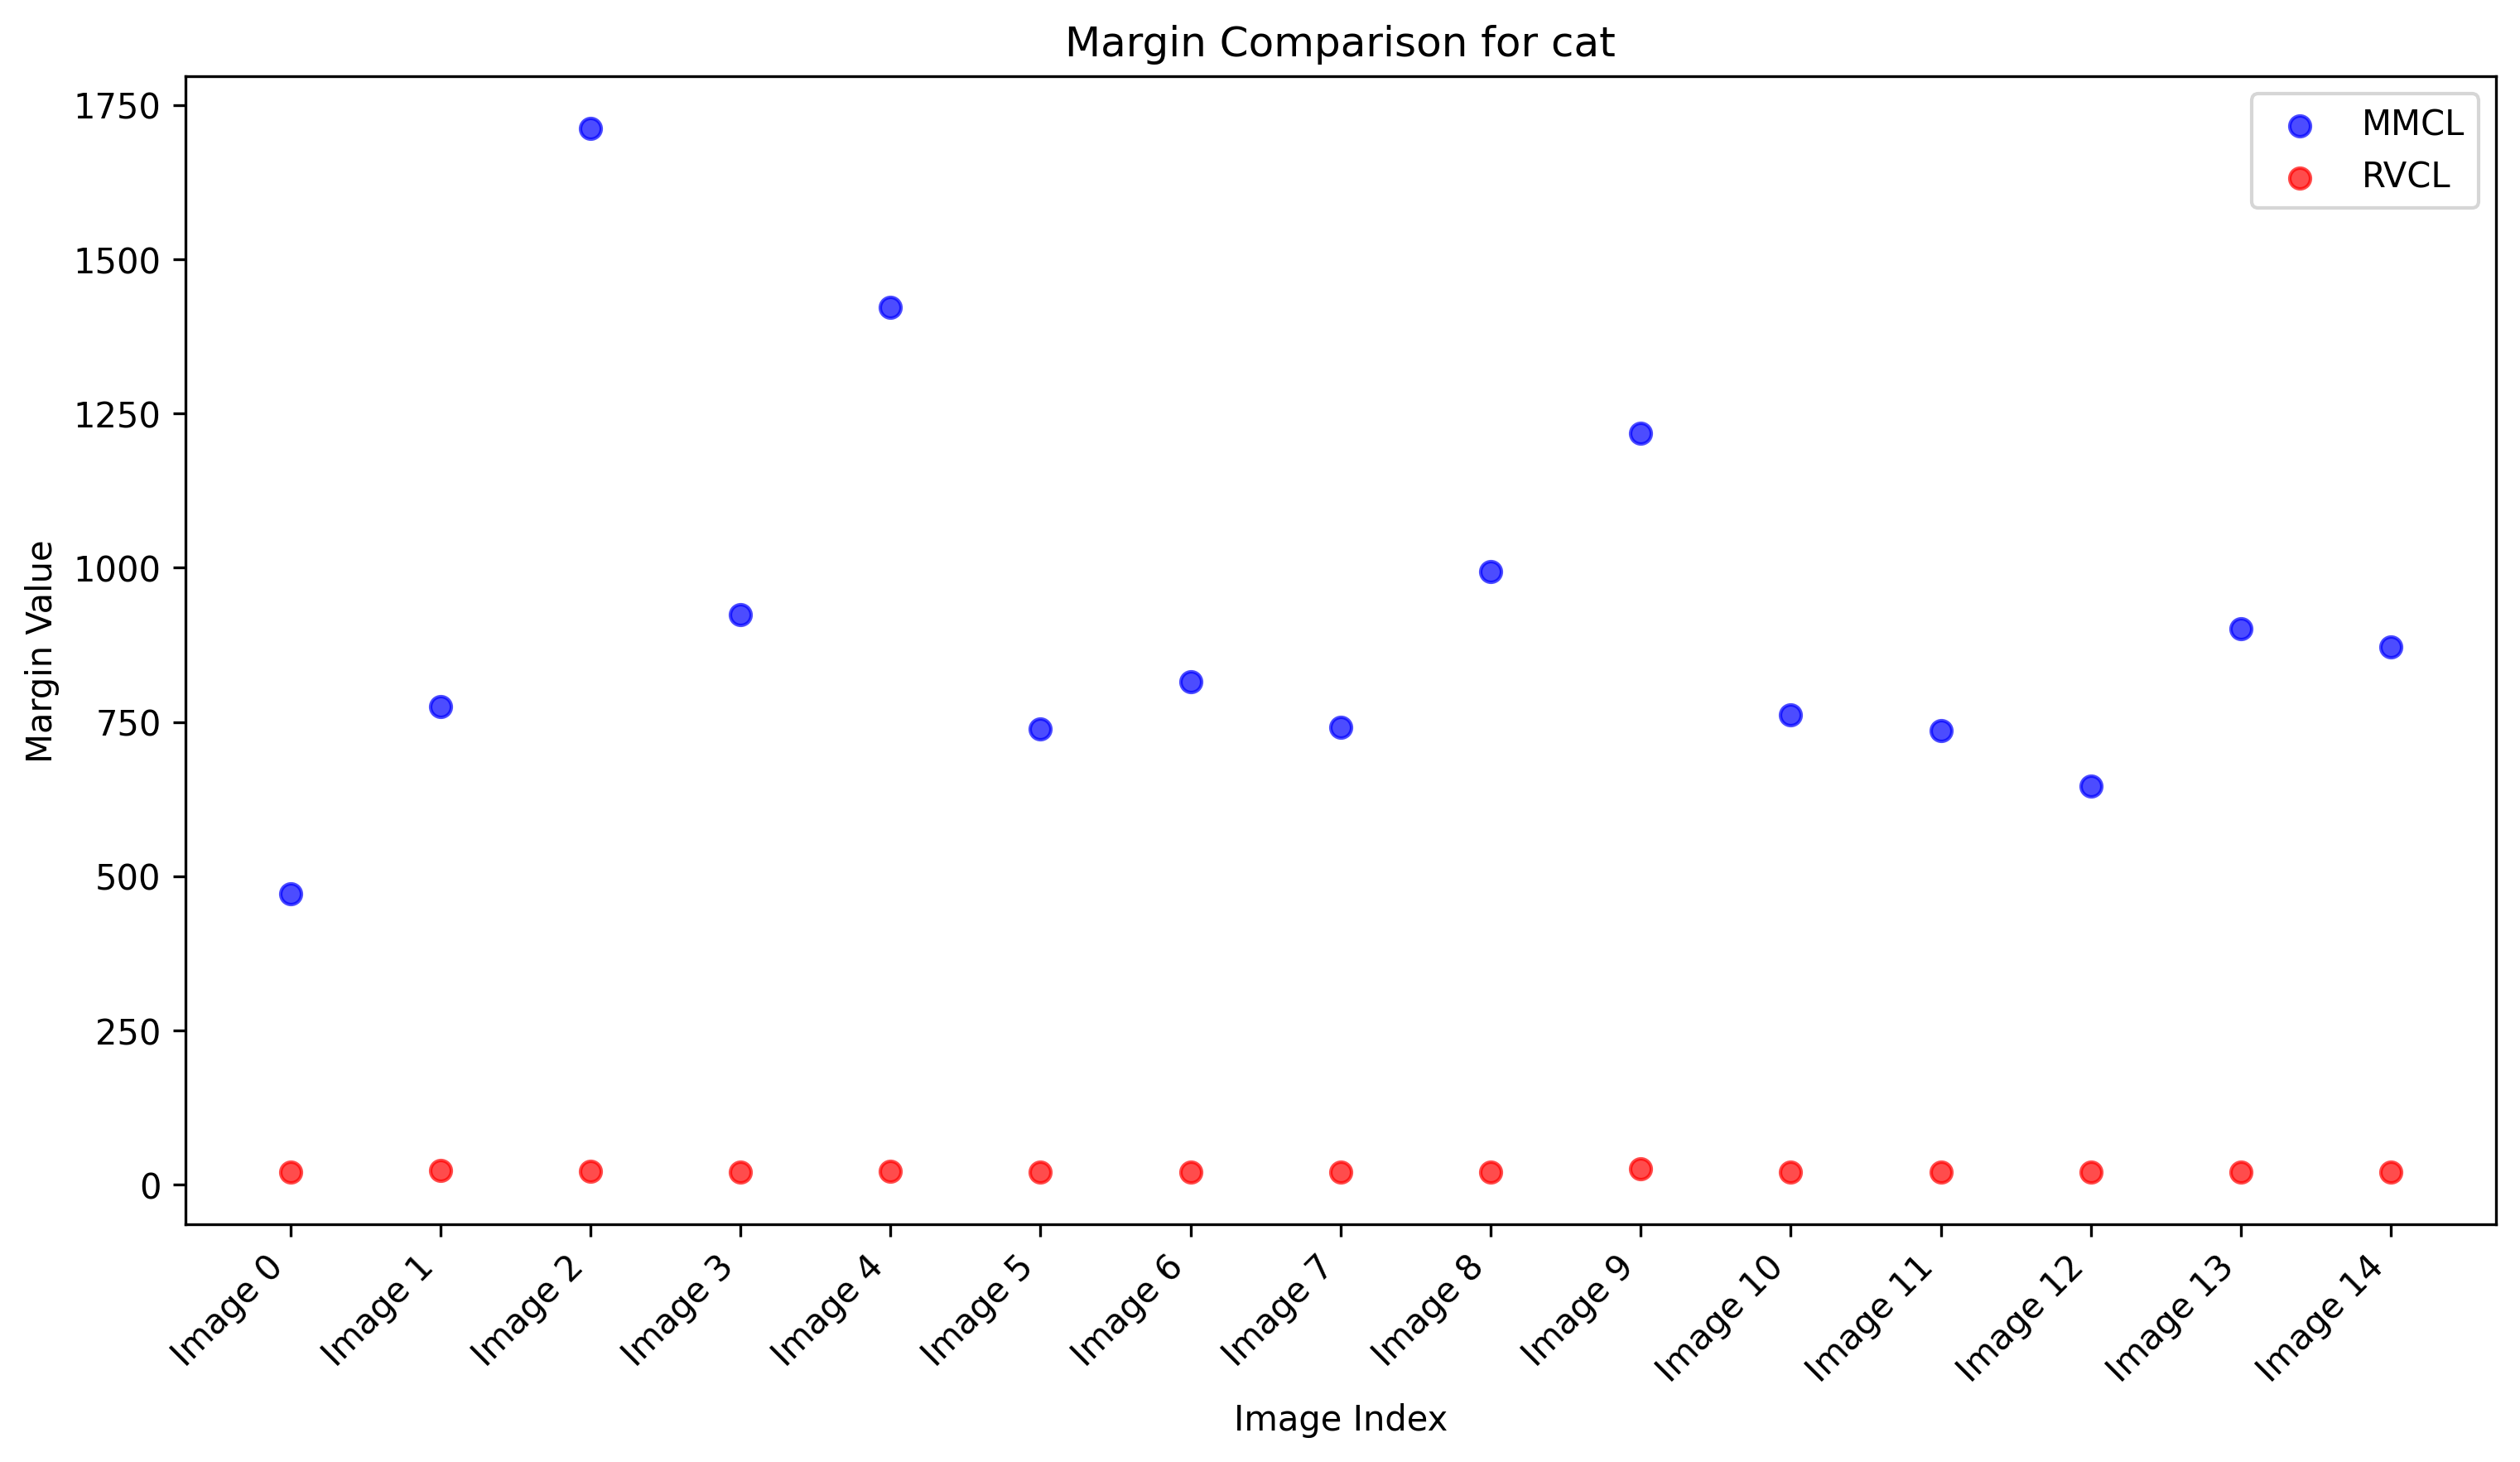 Margin Comparison for cat
MMCL
RVCL
Margin Value
1750
1500
1250
1000
750
500
250
0
Image 0
Image 1
Image 2
Image 3
Image 4
Image 5
Image 6
Image 7
Image 8
Image 9
Image 10
Image 11
Image 12
Image 13
Image 14
Image Index